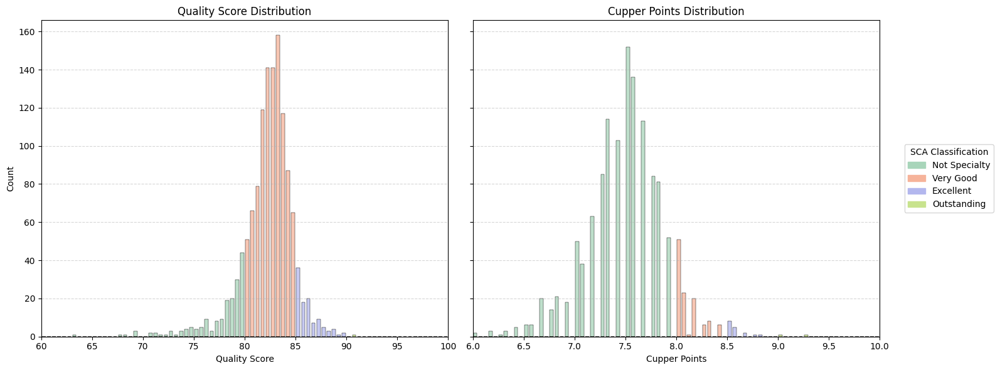 Quality Score Distribution
160
140
120
100
80
60
40
20
0
Count
60 65 70 75 80 85 90 95 100
Quality Score
Cupper Points Distribution
6.0 6.5 7.0 7.5 8.0 8.5 9.0 9.5 10.0
Cupper Points
SCA Classification
Not Specialty
Very Good
Excellent
Outstanding